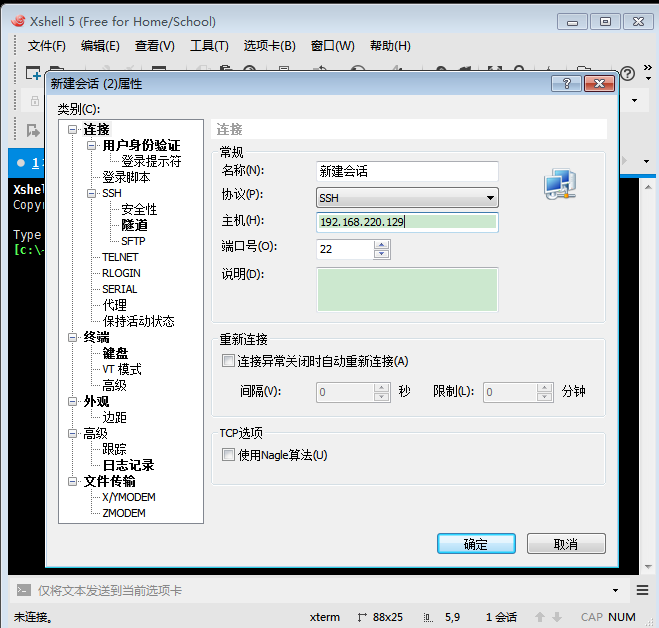 Xshell 5 (Free for Home/School)
文件(F) 编辑(E) 查看(V) 工具(T) 选项卡(B) 窗口(W) 帮助(H)
新建会话 (2)属性
类别(C):
连接
用户身份验证
登录提示符
登录脚本
SSH
安全性
隧道
SFTP
TELNET
RLOGIN
SERIAL
代理
保持活动状态
终端
键盘
VT 模式
高级
外观
边距
高级
跟踪
日志记录
文件传输
X/YMODEM
ZMODEM
连接
常规
名称(N): 新建会话
协议(P): SSH
主机(H): 192.168.220.129
端口号(O): 22
说明(D):
重新连接
连接异常关闭时自动重新连接(A)
间隔(V): 0 秒 限制(L): 0 分钟
TCP选项
使用Nagle算法(U)
确定 取消
1
Xshel
Copyr
Type
[c:\~
仅将文本发送到当前选项卡
未连接。 xterm 88x25 5,9 1 会话 CAP NUM